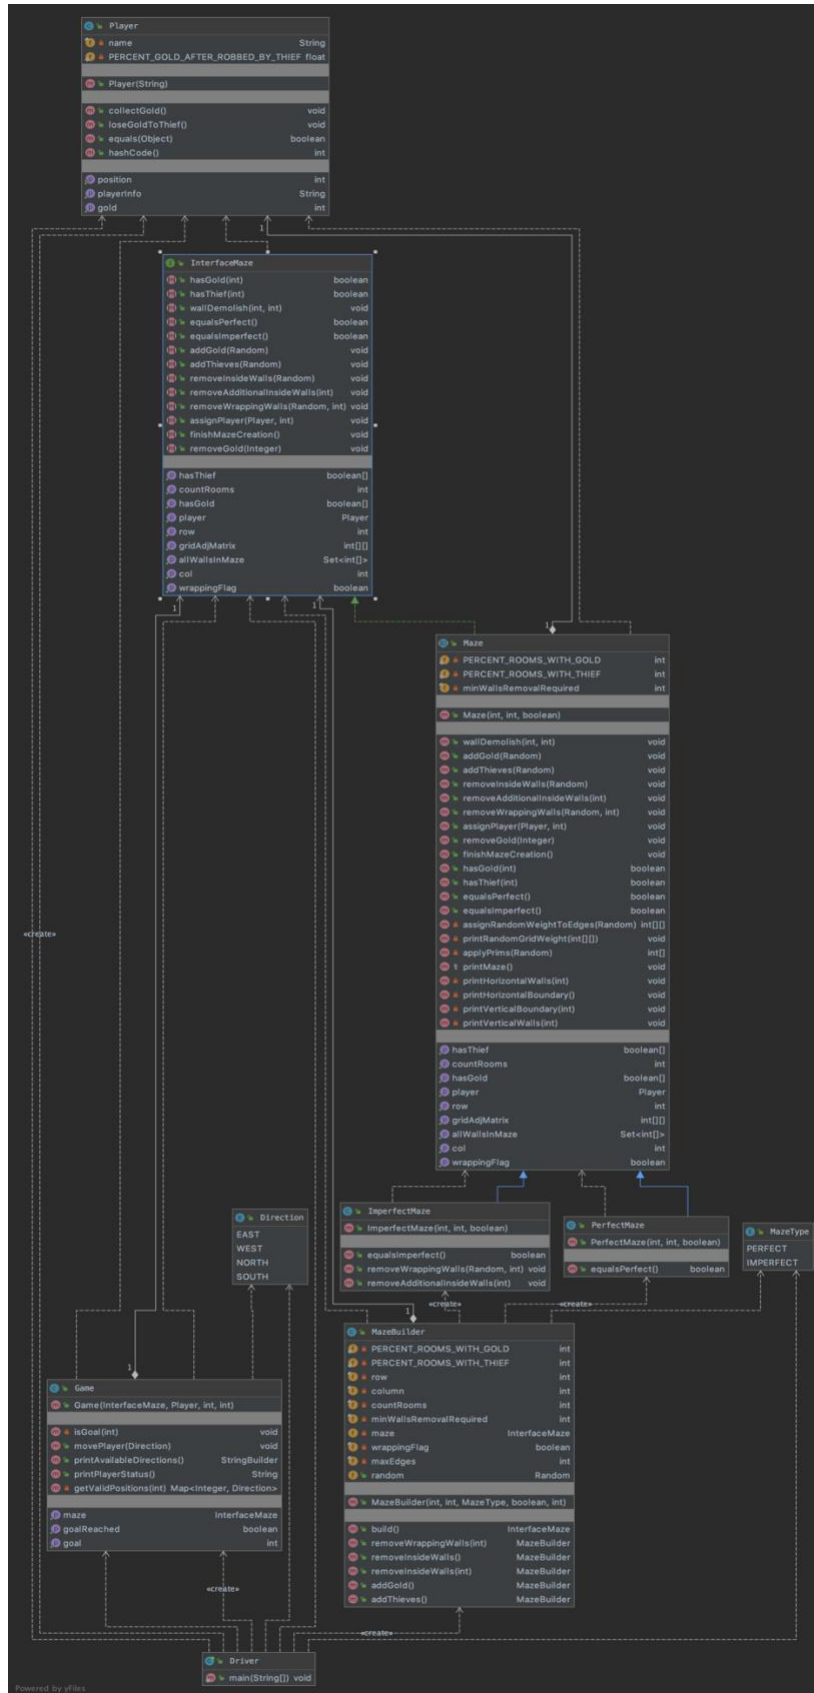 Player
name String
PERCENT_GOLD_AFTER_ROBBED_BY_THIEF float
Player(String)
collectGold() void
loseGoldToThief() void
equals(Object) boolean
hashCode() int
position int
playerInfo String
gold int
1
InterfaceMaze
hasGold(int) boolean
hasThief(int) boolean
wallDemolish(int, int) void
equalsPerfect() boolean
equalsImperfect() boolean
addGold(Random) void
addThieves(Random) void
removeInsideWalls(Random) void
removeAdditionalInsideWalls(int) void
removeWrappingWalls(Random, int) void
assignPlayer(Player, int) void
finishMazeCreation() void
removeGold(Integer) void
hasThief boolean[]
countRooms int
hasGold boolean[]
player Player
row int
gridAdjMatrix int[][]
allWallsInMaze Set<int[]>
col int
wrappingFlag boolean
1
1
1
Maze
PERCENT_ROOMS_WITH_GOLD int
PERCENT_ROOMS_WITH_THIEF int
minWallsRemovalRequired int
Maze(int, int, boolean)
wallDemolish(int, int) void
addGold(Random) void
addThieves(Random) void
removeInsideWalls(Random) void
removeAdditionalInsideWalls(int) void
removeWrappingWalls(Random, int) void
assignPlayer(Player, int) void
removeGold(Integer) void
finishMazeCreation() void
hasGold(int) boolean
hasThief(int) boolean
equalsPerfect() boolean
equalsImperfect() boolean
assignRandomWeightToEdges(Random) int[][]
printRandomGridWeight(int[][]) void
applyPrims(Random) int[]
printMaze() void
printHorizontalWalls(int) void
printHorizontalBoundary() void
printVerticalBoundary(int) void
printVerticalWalls(int) void
hasThief boolean[]
countRooms int
hasGold boolean[]
player Player
row int
gridAdjMatrix int[][]
allWallsInMaze Set<int[]>
col int
wrappingFlag boolean
«create»
ImperfectMaze
ImperfectMaze(int, int, boolean)
equalsImperfect() boolean
removeWrappingWalls(Random, int) void
removeAdditionalInsideWalls(int) void
PerfectMaze
PerfectMaze(int, int, boolean)
equalsPerfect() boolean
MazeType
PERFECT
IMPERFECT
Direction
EAST
WEST
NORTH
SOUTH
«create»
«create»
1
1
MazeBuilder
PERCENT_ROOMS_WITH_GOLD int
PERCENT_ROOMS_WITH_THIEF int
row int
column int
countRooms int
minWallsRemovalRequired int
maze InterfaceMaze
wrappingFlag boolean
maxEdges int
random Random
MazeBuilder(int, int, MazeType, boolean, int)
build() InterfaceMaze
removeWrappingWalls(int) MazeBuilder
removeInsideWalls() MazeBuilder
removeInsideWalls(int) MazeBuilder
addGold() MazeBuilder
addThieves() MazeBuilder
Game
Game(InterfaceMaze, Player, int, int)
isGoal(int) void
movePlayer(Direction) void
printAvailableDirections() StringBuilder
printPlayerStatus() String
getValidPositions(int) Map<Integer, Direction>
maze InterfaceMaze
goalReached boolean
goal int
«create»
«create»
Driver
main(String[]) void
Powered by yFiles